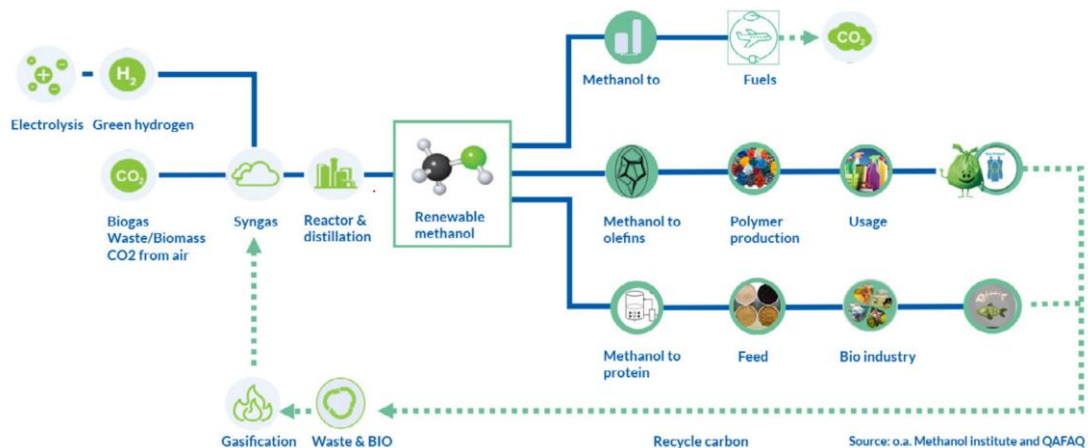 CO₂
Methanol to
Fuels
H₂
Electrolysis
Green hydrogen
CO₂
Biogas
Waste/Biomass
CO2 from air
Syngas
Reactor &
distillation
Renewable
methanol
Methanol to
olefins
Polymer
production
Usage
Methanol to
protein
Feed
Bio industry
Gasification
Waste & BIO
Recycle carbon
Source: o.a. Methanol institute and QAFAQ